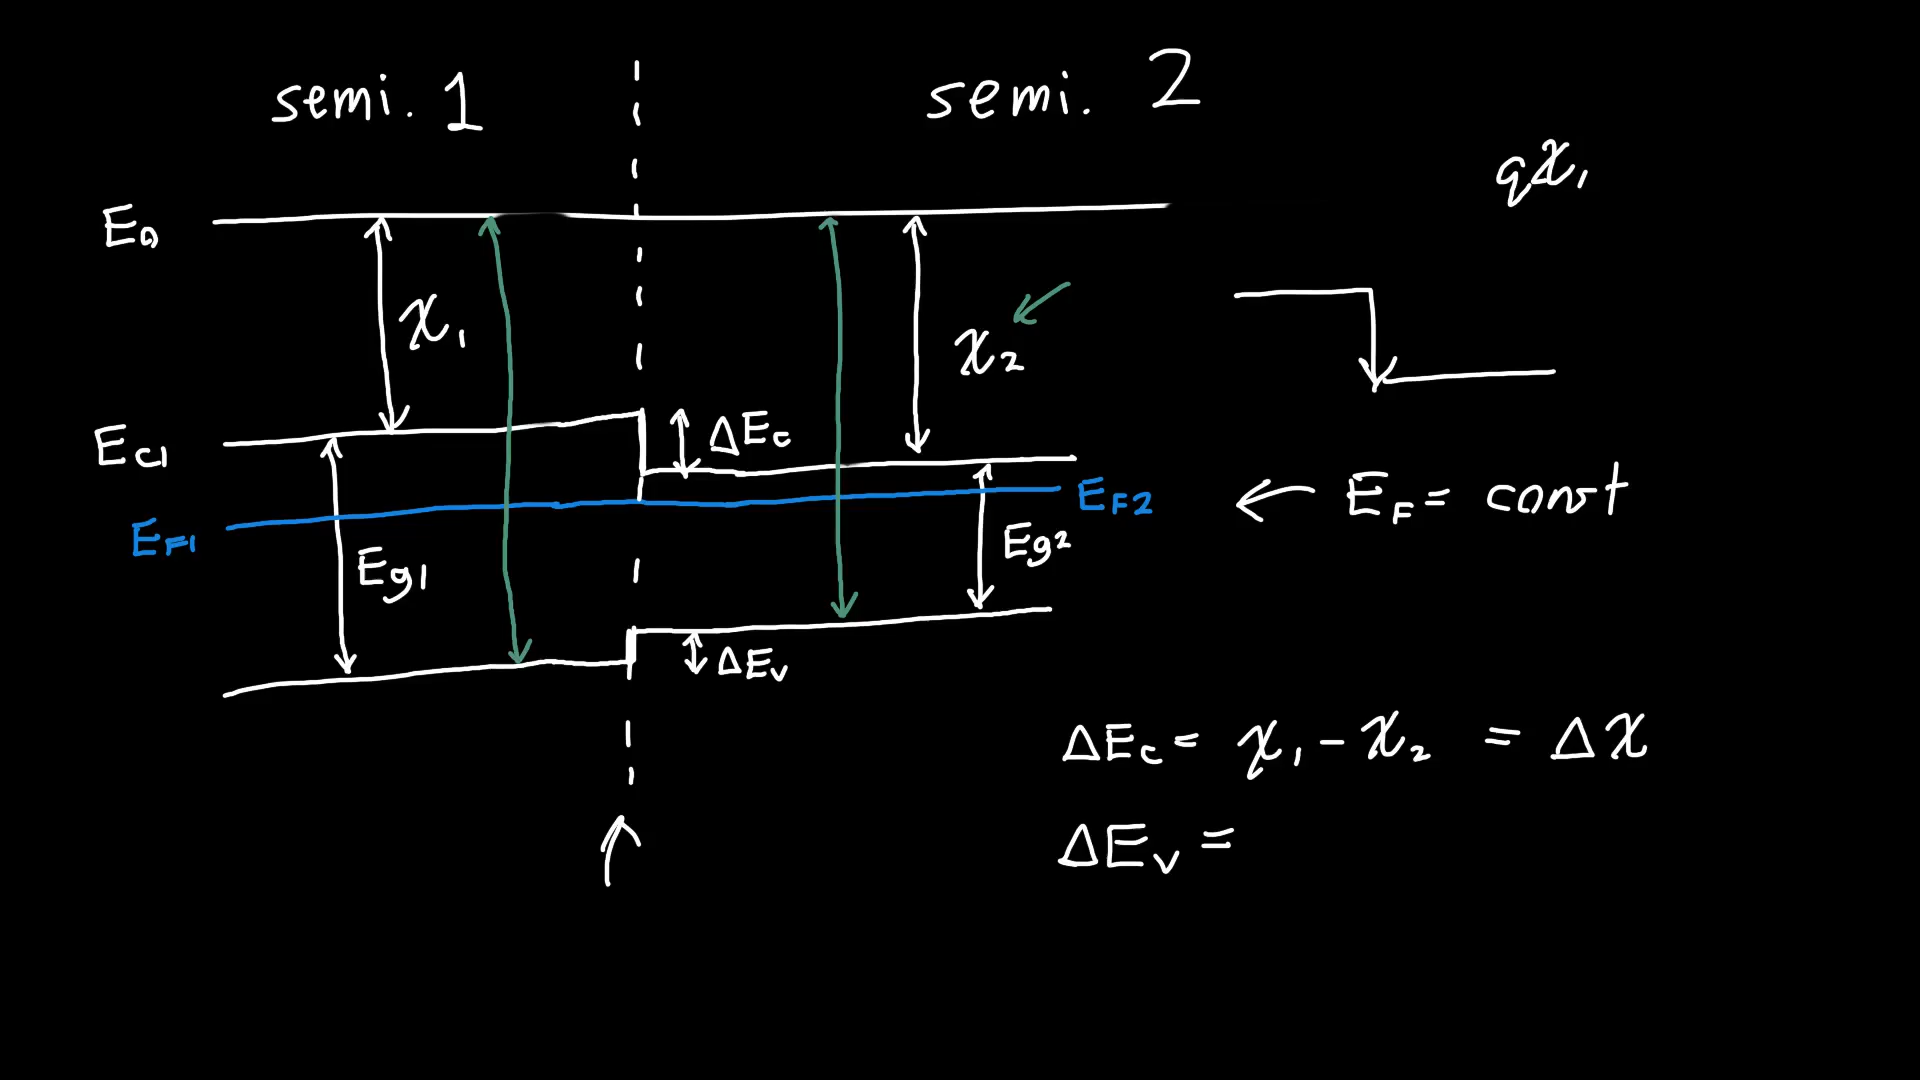 semi. 1
semi. 2
qχ₁
E₀
χ₁
χ₂
E_C1
ΔE_C
E_F1
E_F2
E_F = const
E_g1
E_g2
ΔE_V
ΔE_C = χ₁ - χ₂ = Δχ
ΔE_V =